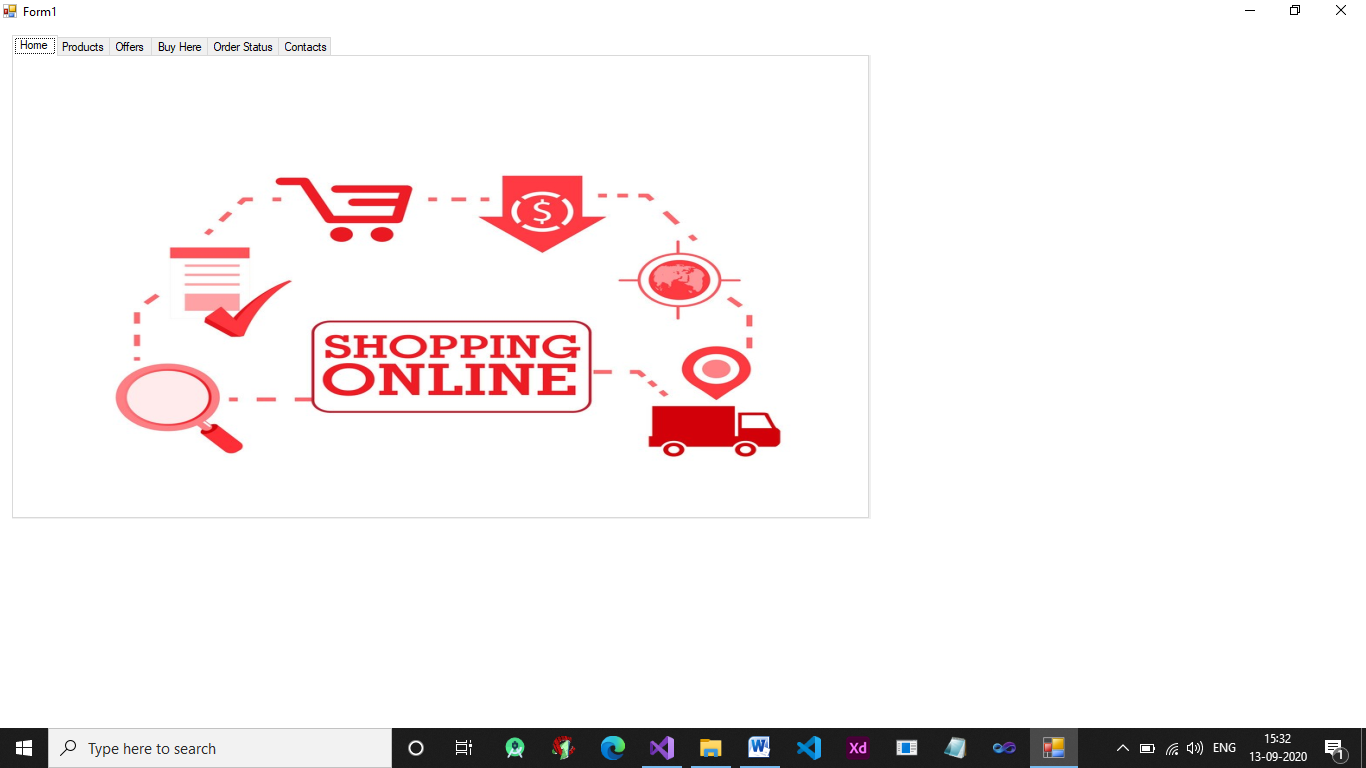 Form1
Home Products Offers Buy Here Order Status Contacts
$
SHOPPING
ONLINE
Type here to search
W
Xd
ENG
15:32
13-09-2020
1